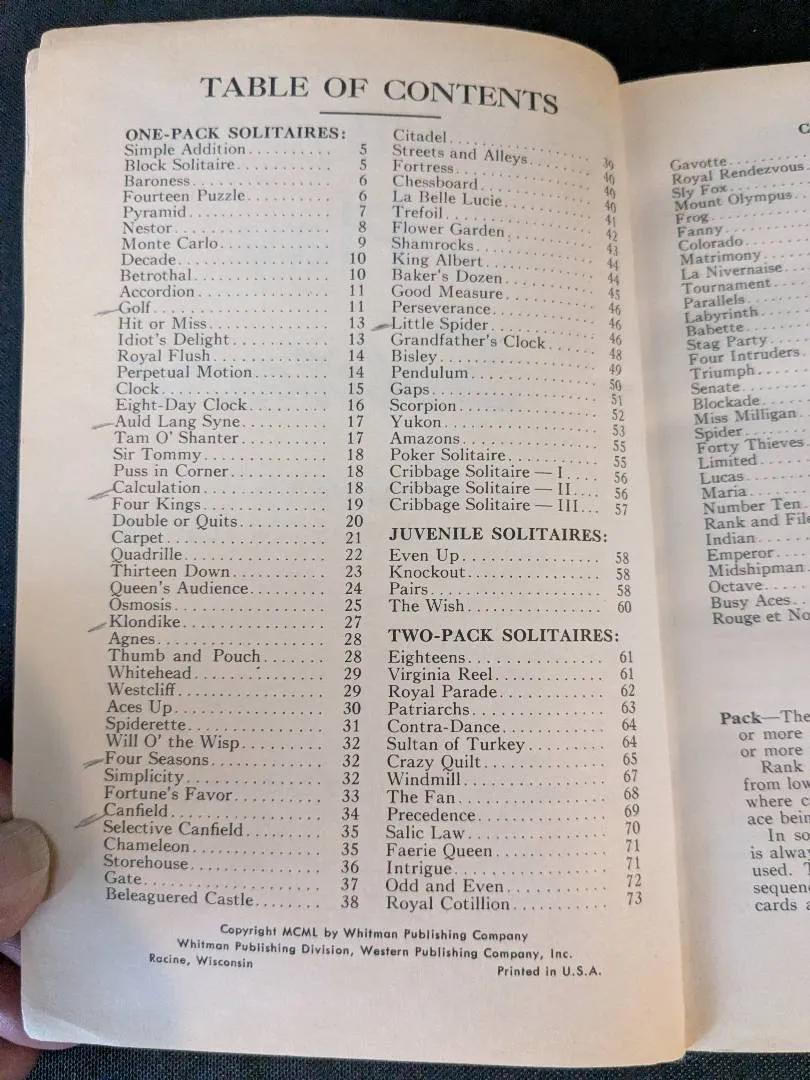 TABLE OF CONTENTS
ONE-PACK SOLITAIRES:
Simple Addition.......... 5
Block Solitaire............ 5
Baroness................. 6
Fourteen Puzzle.......... 6
Pyramid................. 7
Nestor.................. 8
Monte Carlo............. 9
Decade.................. 10
Betrothal................ 10
Accordion............... 11
Golf..................... 11
Hit or Miss.............. 13
Idiot's Delight............ 13
Royal Flush.............. 14
Perpetual Motion......... 14
Clock.................... 15
Eight-Day Clock.......... 16
Auld Lang Syne.......... 17
Tam O' Shanter.......... 17
Sir Tommy............... 18
Puss in Corner........... 18
Calculation............... 18
Four Kings............... 19
Double or Quits.......... 20
Carpet................... 21
Quadrille................. 22
Thirteen Down........... 23
Queen's Audience......... 24
Osmosis.................. 25
Klondike................. 27
Agnes.................... 28
Thumb and Pouch....... 28
Whitehead............... 29
Westcliff................. 29
Aces Up................. 30
Spiderette................ 31
Will O' the Wisp......... 32
Four Seasons............. 32
Simplicity................ 32
Fortune's Favor........... 33
Canfield.................. 34
Selective Canfield......... 35
Chameleon............... 35
Storehouse............... 36
Gate..................... 37
Beleaguered Castle........ 38
Citadel.................. 39
Streets and Alleys........ 40
Fortress................. 40
Chessboard.............. 40
La Belle Lucie........... 41
Trefoil.................. 42
Flower Garden........... 43
Shamrocks.............. 44
King Albert............. 44
Baker's Dozen........... 45
Good Measure........... 46
Perseverance............ 46
Little Spider............. 46
Grandfather's Clock...... 48
Bisley................... 49
Pendulum............... 50
Gaps.................... 51
Scorpion................ 52
Yukon.................. 53
Amazons................ 55
Poker Solitaire........... 55
Cribbage Solitaire — I.... 56
Cribbage Solitaire — II... 56
Cribbage Solitaire — III... 57
JUVENILE SOLITAIRES:
Even Up................ 58
Knockout............... 58
Pairs................... 58
The Wish............... 60
TWO-PACK SOLITAIRES:
Eighteens............... 61
Virginia Reel............ 61
Royal Parade............ 62
Patriarchs............... 63
Contra-Dance........... 64
Sultan of Turkey......... 64
Crazy Quilt............. 65
Windmill................ 67
The Fan................ 68
Precedence.............. 69
Salic Law............... 70
Faerie Queen............ 71
Intrigue................. 71
Odd and Even........... 72
Royal Cotillion........... 73
Copyright MCML by Whitman Publishing Company
Whitman Publishing Division, Western Publishing Company, Inc.
Racine, Wisconsin
Printed in U.S.A.
C
Gavotte.........
Royal Rendezvous.
Sly Fox.........
Mount Olympus...
Frog............
Fanny...........
Colorado........
Matrimony.......
La Nivernaise....
Tournament......
Parallels.........
Labyrinth........
Babette..........
Stag Party.......
Four Intruders...
Triumph.........
Senate...........
Blockade.........
Miss Milligan....
Spider...........
Forty Thieves....
Limited..........
Lucas...........
Maria...........
Number Ten.....
Rank and File
Indian...........
Emperor.........
Midshipman......
Octave..........
Busy Aces.......
Rouge et No
Pack—The
or more
or more
Rank
from low
where c
ace bein
In so
is alway
used. T
sequenc
cards a